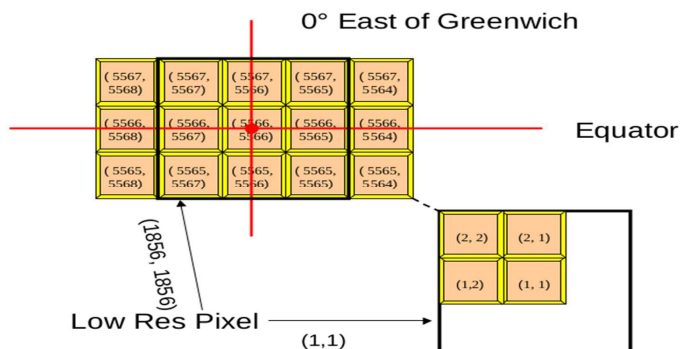 0° East of Greenwich
( 5567, 5568)
( 5567, 5567)
( 5567, 5566)
( 5567, 5565)
( 5567, 5564)
( 5566, 5568)
( 5566, 5567)
( 5566, 5566)
( 5566, 5565)
( 5566, 5564)
Equator
( 5565, 5568)
( 5565, 5567)
( 5565, 5566)
( 5565, 5565)
( 5565, 5564)
(2, 2)
(2, 1)
(1,2)
(1, 1)
(1856, 1856)
Low Res Pixel
(1,1)